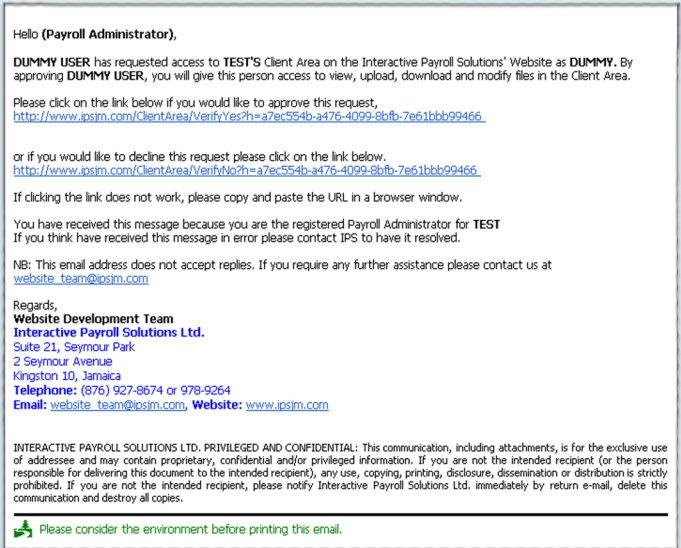 Hello (Payroll Administrator),
DUMMY USER has requested access to TEST'S Client Area on the Interactive Payroll Solutions' Website as DUMMY. By
approving DUMMY USER, you will give this person access to view, upload, download and modify files in the Client Area.
Please click on the link below if you would like to approve this request,
http://www.ipsjm.com/ClientArea/VerifyYes?h=a7ec554b-a476-4099-8bfb-7e61bbb99466
or if you would like to decline this request please click on the link below.
http://www.ipsjm.com/ClientArea/VerifyNo?h=a7ec554b-a476-4099-8bfb-7e61bbb99466
If clicking the link does not work, please copy and paste the URL in a browser window.
You have received this message because you are the registered Payroll Administrator for TEST
If you think have received this message in error please contact IPS to have it resolved.
NB: This email address does not accept replies. If you require any further assistance please contact us at
website_team@ipsjm.com
Regards,
Website Development Team
Interactive Payroll Solutions Ltd.
Suite 21, Seymour Park
2 Seymour Avenue
Kingston 10, Jamaica
Telephone: (876) 927-8674 or 978-9264
Email: website_team@ipsjm.com, Website: www.ipsjm.com
INTERACTIVE PAYROLL SOLUTIONS LTD. PRIVILEGED AND CONFIDENTIAL: This communication, including attachments, is for the exclusive use
of addressee and may contain proprietary, confidential and/or privileged information. If you are not the intended recipient (or the person
responsible for delivering this document to the intended recipient), any use, copying, printing, disclosure, dissemination or distribution is strictly
prohibited. If you are not the intended recipient, please notify Interactive Payroll Solutions Ltd. immediately by return e-mail, delete this
communication and destroy all copies.
Please consider the environment before printing this email.